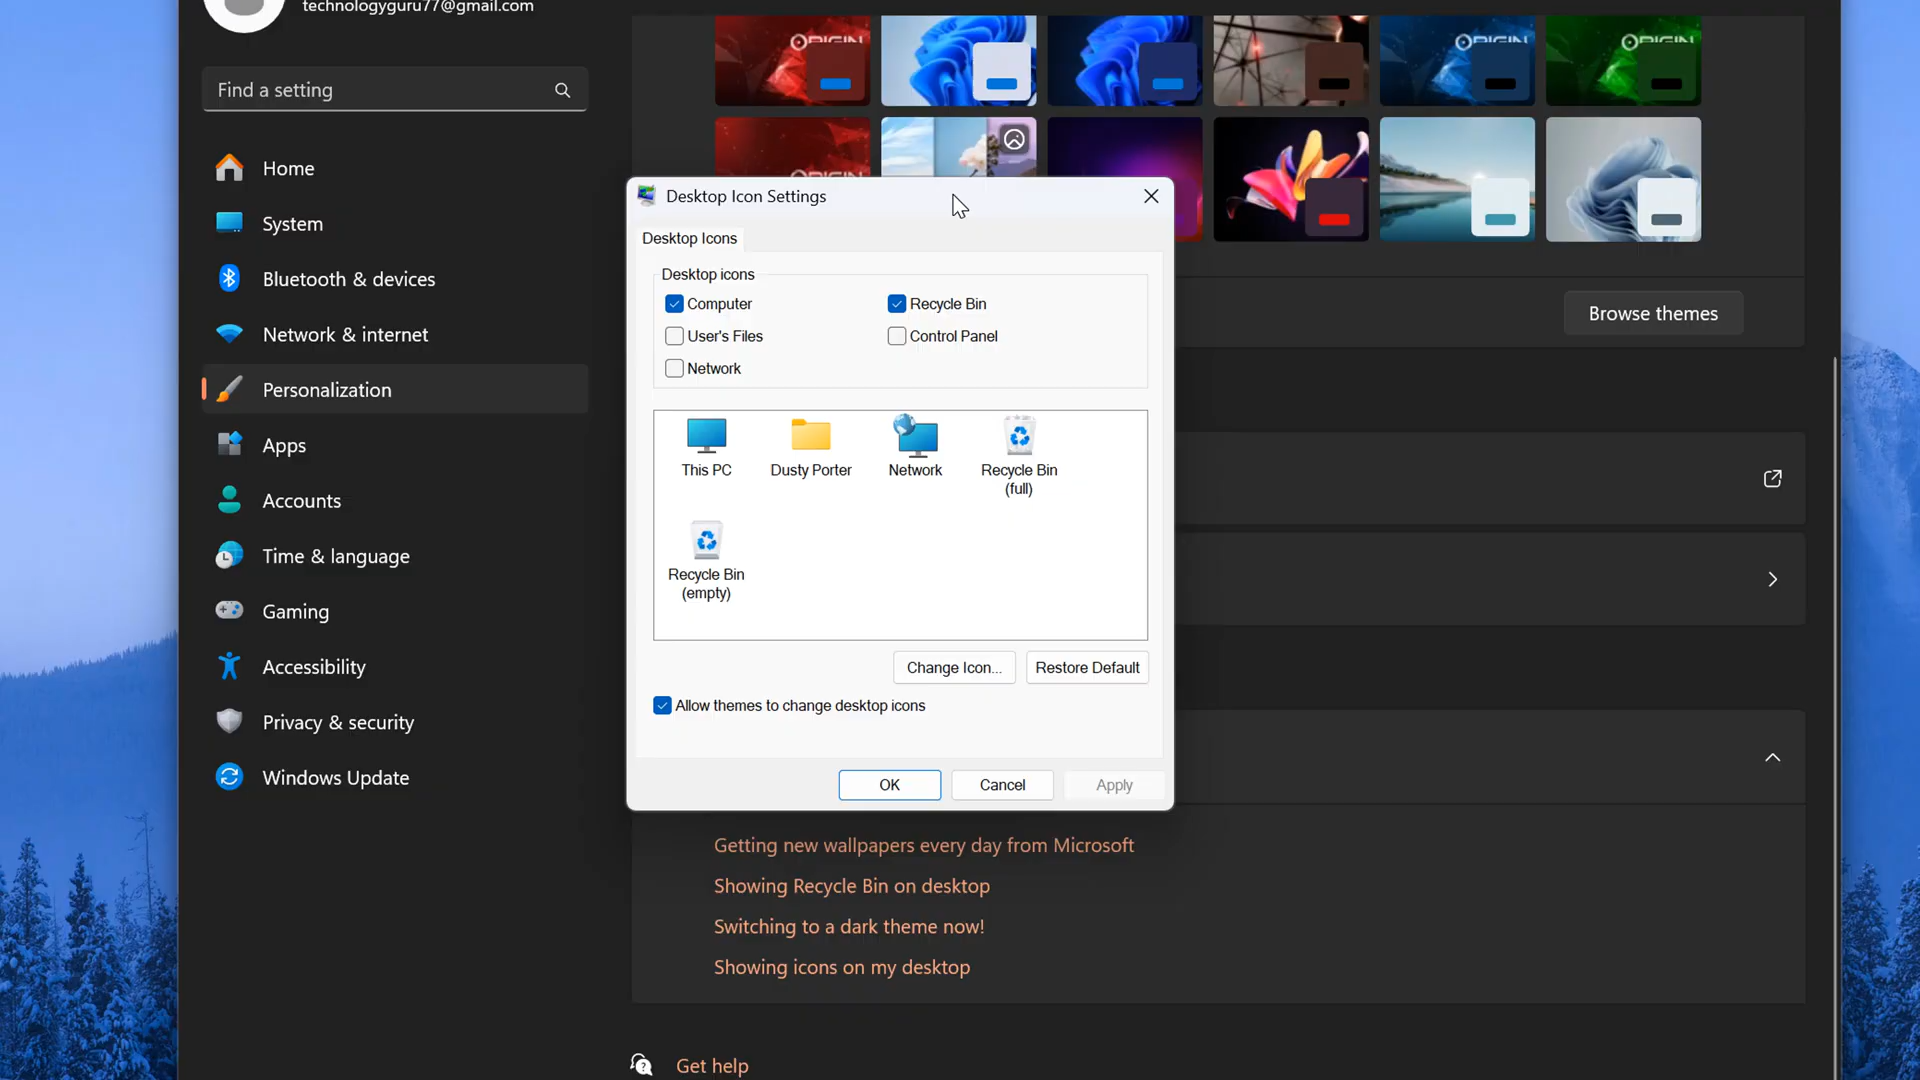 technologyguru77@gmail.com
Find a setting
Home
System
Bluetooth & devices
Network & internet
Personalization
Apps
Accounts
Time & language
Gaming
Accessibility
Privacy & security
Windows Update
ORIGIN
ORIGIN
ORIGIN
ORIGIN
Browse themes
Desktop Icon Settings
Desktop Icons
Desktop icons
Computer
Recycle Bin
User's Files
Control Panel
Network
This PC
Dusty Porter
Network
Recycle Bin
(full)
Recycle Bin
(empty)
Change Icon...
Restore Default
Allow themes to change desktop icons
OK
Cancel
Apply
Getting new wallpapers every day from Microsoft
Showing Recycle Bin on desktop
Switching to a dark theme now!
Showing icons on my desktop
Get help